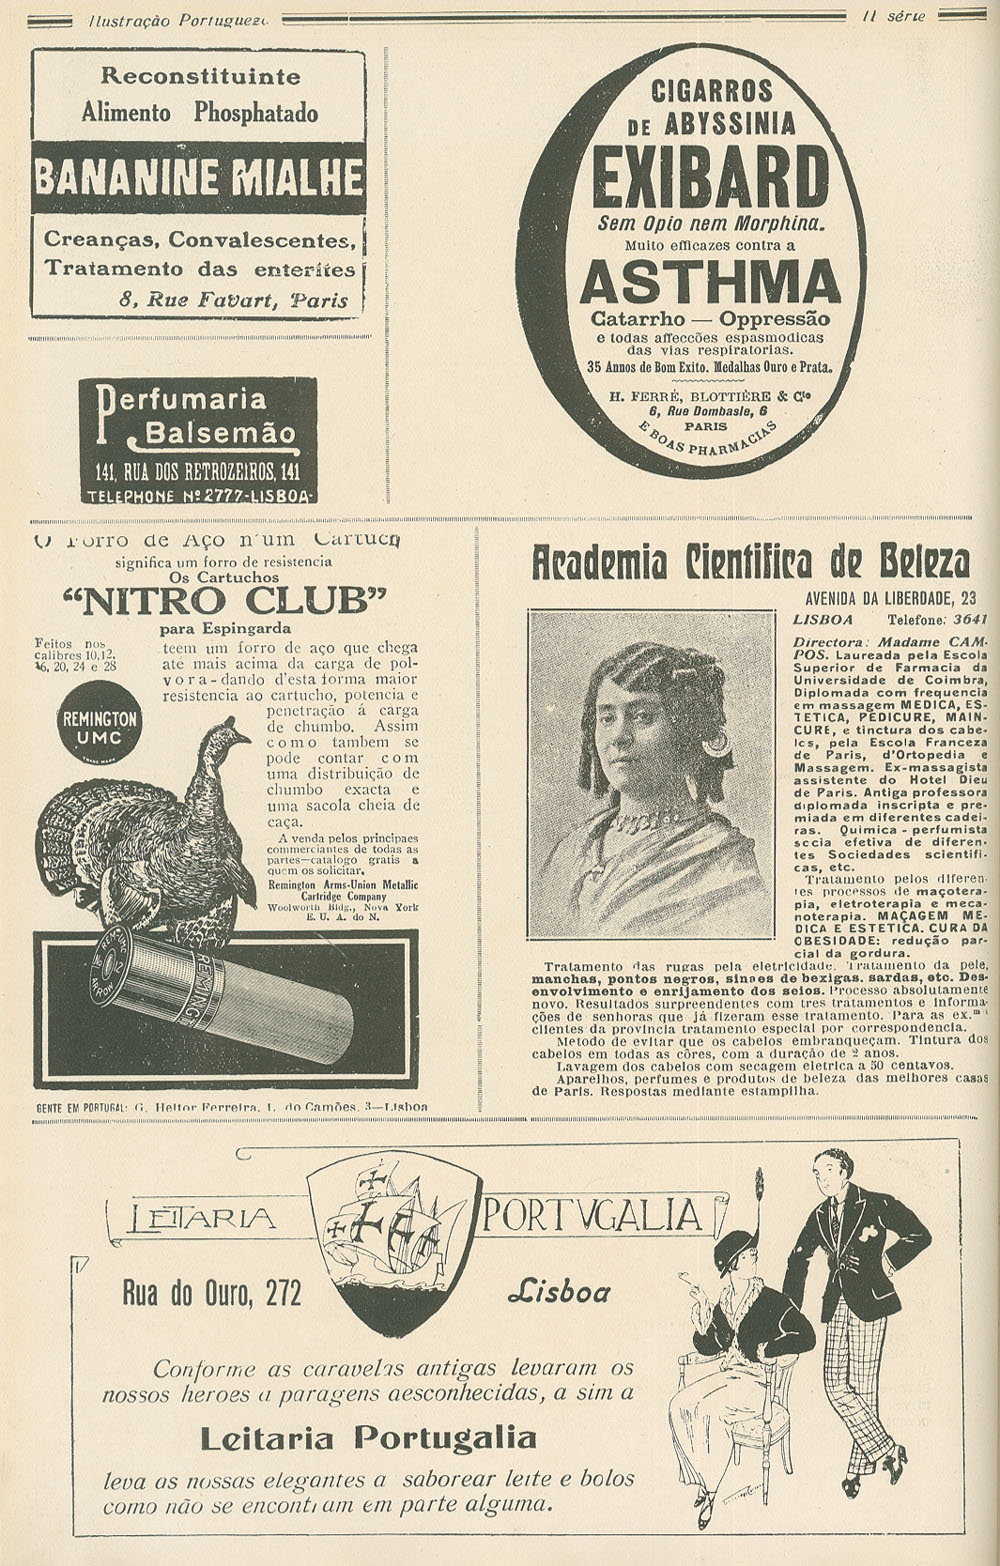 Ilustração Portugueza
II série
Reconstituinte
Alimento Phosphatado
BANANINE MIALHE
Creanças, Convalescentes,
Tratamento das enterites
8, Rue Favart, Paris
CIGARROS
DE ABYSSINIA
EXIBARD
Sem Opio nem Morphina.
Muito efficazes contra a
ASTHMA
Catarrho — Oppressão
e todas affecções espasmodicas
das vias respiratorias.
35 Annos de Bom Exito. Medalhas Ouro e Prata.
H. FERRÉ, BLOTTIÈRE & Cie
6, Rue Dombasle, 6
PARIS
E BOAS PHARMACIAS
Perfumaria
Balsemão
141, RUA DOS RETROZEIROS, 141
TELEPHONE Nº 2777-LISBOA-
O Forro de Aço n'um Cartucho
significa um forro de resistencia
Os Cartuchos
“NITRO CLUB”
para Espingarda
Feitos nos
calibres 10,12,
16, 20, 24 e 28
teem um forro de aço que chega
até mais acima da carga de pol-
vora-dando d'esta forma maior
resistencia ao cartucho, potencia e
penetração á carga
de chumbo. Assim
como tambem se
pode contar com
uma distribuição de
chumbo exacta e
uma sacola cheia de
caça.
A venda pelos principaes
commerciantes de todas as
partes—catalogo gratis a
quem os solicitar.
Remington Arms-Union Metallic
Cartridge Company
Woolworth Bldg., Nova York
E. U. A. do N.
REMINGTON
UMC
TRADE MARK
REM-UMC
12
ARROW
REMINGT
GENTE EM PORTUGAL: G. Heitor Ferreira, L. do Camões, 3—Lisboa
Academia Cientifica de Beleza
AVENIDA DA LIBERDADE, 23
LISBOA Telefone: 3641
Directora: Madame CAM-
POS. Laureada pela Escola
Superior de Farmacia da
Universidade de Coimbra,
Diplomada com frequencia
em massagem MEDICA, ES-
TETICA, PEDICURE, MAIN-
CURE, e tinctura dos cabe-
los, pela Escola Franceza
de Paris, d'Ortopedia e
Massagem. Ex-massagista
assistente do Hotel Dieu
de Paris. Antiga professora
diplomada inscripta e pre-
miada em diferentes cadei-
ras. Quimica - perfumista
socia efetiva de diferen-
tes Sociedades scientifi-
cas, etc.
Tratamento pelos diferen-
tes processos de maçotera-
pia, eletroterapia e meca-
noterapia. MAÇAGEM ME-
DICA E ESTETICA. CURA DA
OBESIDADE: redução par-
cial da gordura.
Tratamento das rugas pela eletricidade. Tratamento da pele,
manchas, pontos negros, sinaes de bexigas, sardas, etc. Des-
envolvimento e enrijamento dos seios. Processo absolutamente
novo. Resultados surpreendentes com tres tratamentos e informa-
ções de senhoras que já fizeram esse tratamento. Para as ex.mas
clientes da provincia tratamento especial por correspondencia.
Metodo de evitar que os cabelos embranqueçam. Tintura dos
cabelos em todas as côres, com a duração de 2 anos.
Lavagem dos cabelos com secagem eletrica a 50 centavos.
Aparelhos, perfumes e produtos de beleza das melhores casas
de Paris. Respostas mediante estampilha.
LEITARIA PORTVGALIA
Rua do Ouro, 272 Lisboa
Conforme as caravelas antigas levaram os
nossos heroes a paragens aesconhecidas, a sim a
Leitaria Portugalia
leva as nossas elegantes a saborear leite e bolos
como não se encontram em parte alguma.